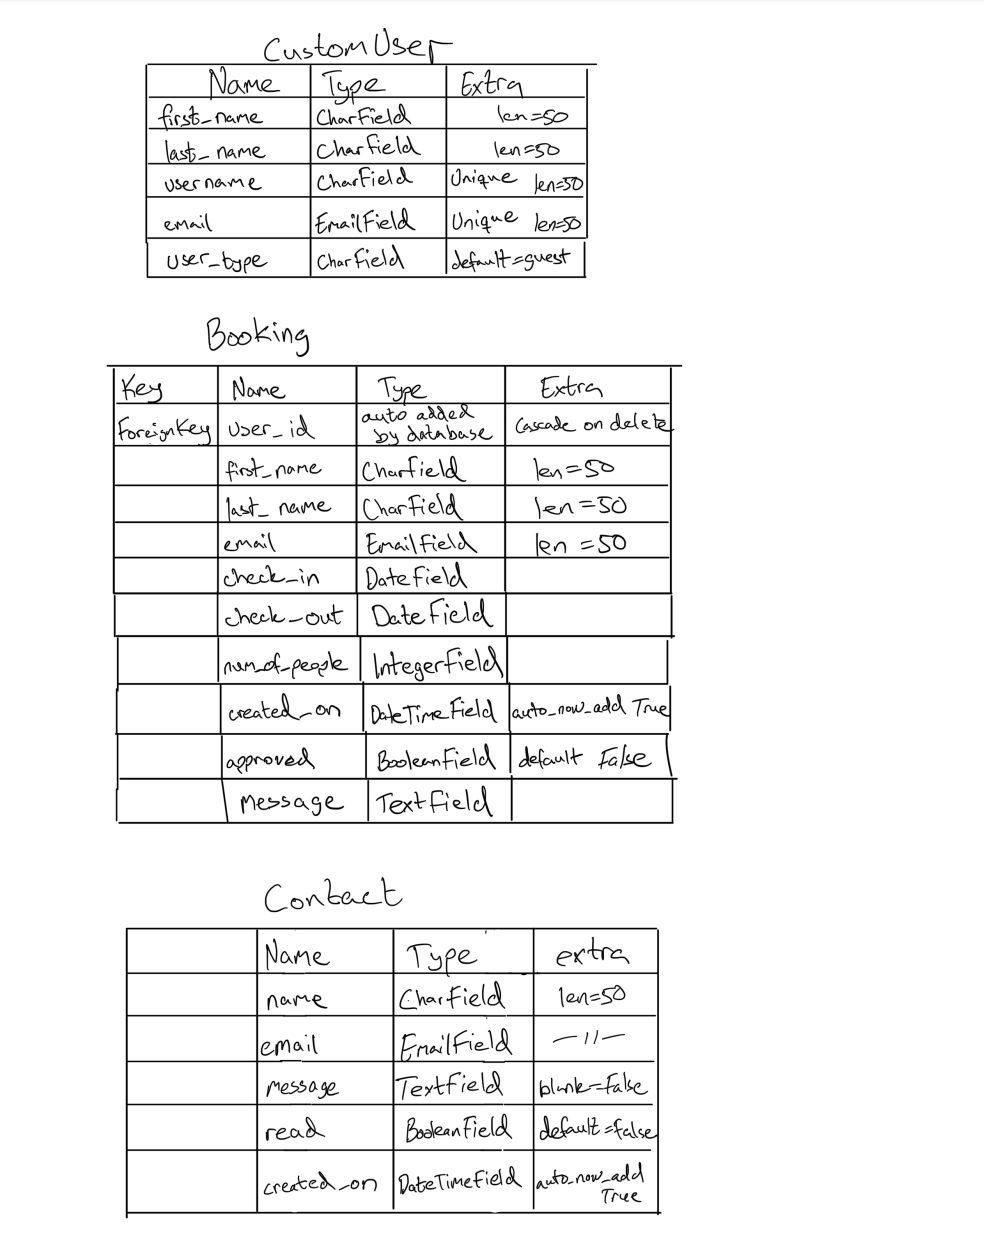 CustomUser
Name Type Extra
first_name CharField len=50
last_name Charfield len=50
username CharField Unique len=50
email EmailField Unique len=50
user_type Charfield default=guest
Booking
Key Name Type Extra
ForeignKey user_id auto added by database Cascade on delete
first_name Charfield len=50
last_name CharField len=50
email Emailfield len=50
check_in Datefield
check_out DateField
num_of_people Integerfield
created_on DateTimeField auto_now_add True
approved BooleanField default False
message Textfield
Contact
Name Type extra
name Charfield len=50
email EmailField —//—
message Textfield blank=false
read BooleanField default=false
created_on DateTimeField auto_now_add True